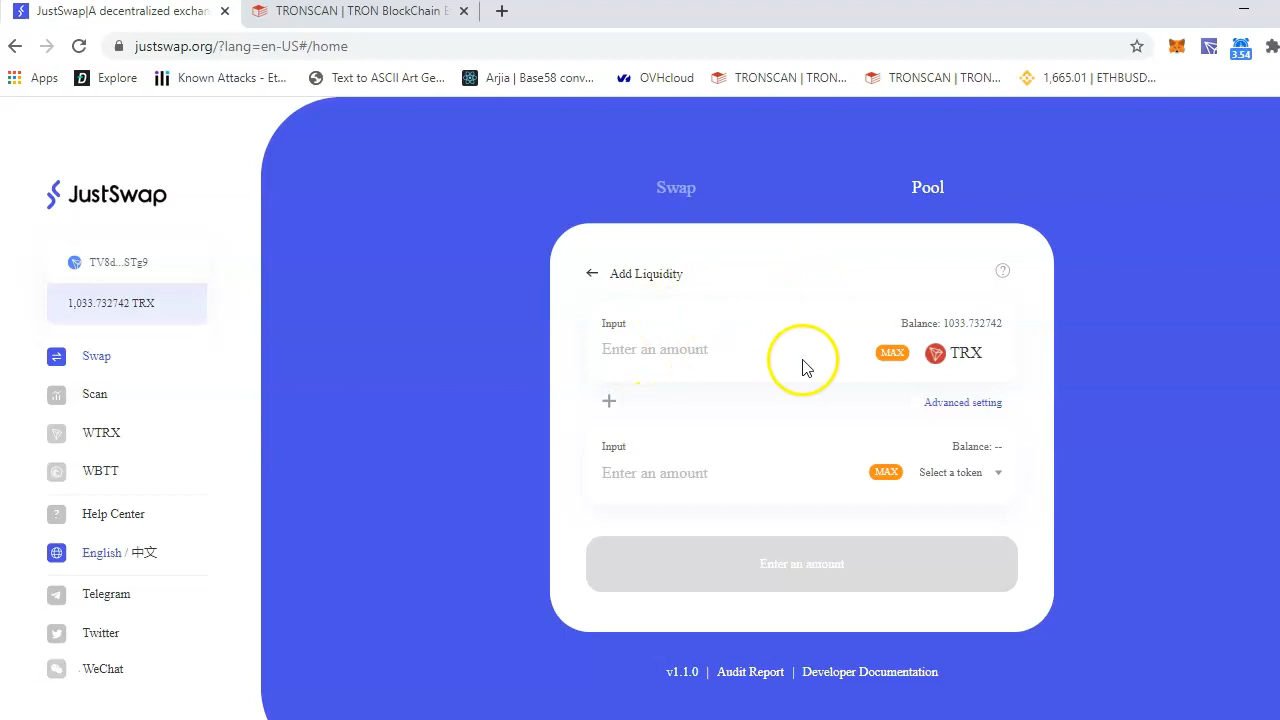 JustSwap|A decentralized exchan
TRONSCAN | TRON BlockChain E
justswap.org/?lang=en-US#/home
3.54
Apps
Explore
Known Attacks - Et...
Text to ASCII Art Ge...
Arjia | Base58 conv...
OVHcloud
TRONSCAN | TRON...
TRONSCAN | TRON...
1,665.01 | ETHBUSD...
JustSwap
TV8d...STg9
1,033.732742 TRX
Swap
Scan
WTRX
WBTT
Help Center
English / 中文
Telegram
Twitter
WeChat
Swap
Pool
Add Liquidity
Input
Balance: 1033.732742
Enter an amount
MAX
TRX
Advanced setting
Input
Balance: --
Enter an amount
MAX
Select a token
Enter an amount
v1.1.0 | Audit Report | Developer Documentation